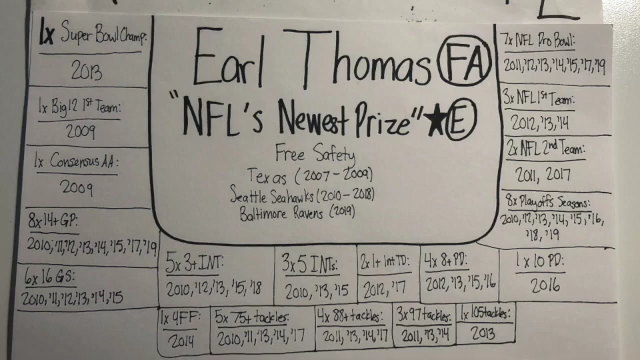 1x Super Bowl Champ:
2013
1x Big 12 1st Team:
2009
1x Consensus AA:
2009
8x 14+ GP:
2010,'11,'12,'13,'14,'15,'17,'19
6x 16 GS:
2010,'11,'12,'13,'14,'15
Earl Thomas FA
"NFL's Newest Prize" ★ E
Free Safety
Texas (2007-2009)
Seattle Seahawks (2010-2018)
Baltimore Ravens (2019)
7x NFL Pro Bowl:
2011,'12,'13,'14,'15,'17,'19
3x NFL 1st Team:
2012,'13,'14
2x NFL 2nd Team:
2011, 2017
8x Playoffs Seasons:
2010,'12,'13,'14,'15,'16,
'18,'19
5x 3+ INT:
2010,'12,'13,'15,'18
3x 5 INTs:
2010,'13,'15
2x 1+ Int TD:
2012,'17
4x 8+ PD:
2012,'13,'15,'16
1x 10 PD:
2016
1x 4FF:
2014
5x 75+ tackles:
2010,'11,'13,'14,'17
4x 88+ tackles:
2011,'13,'14,'17
3x 97 tackles:
2011,'13,'14
1x 105 tackles:
2013